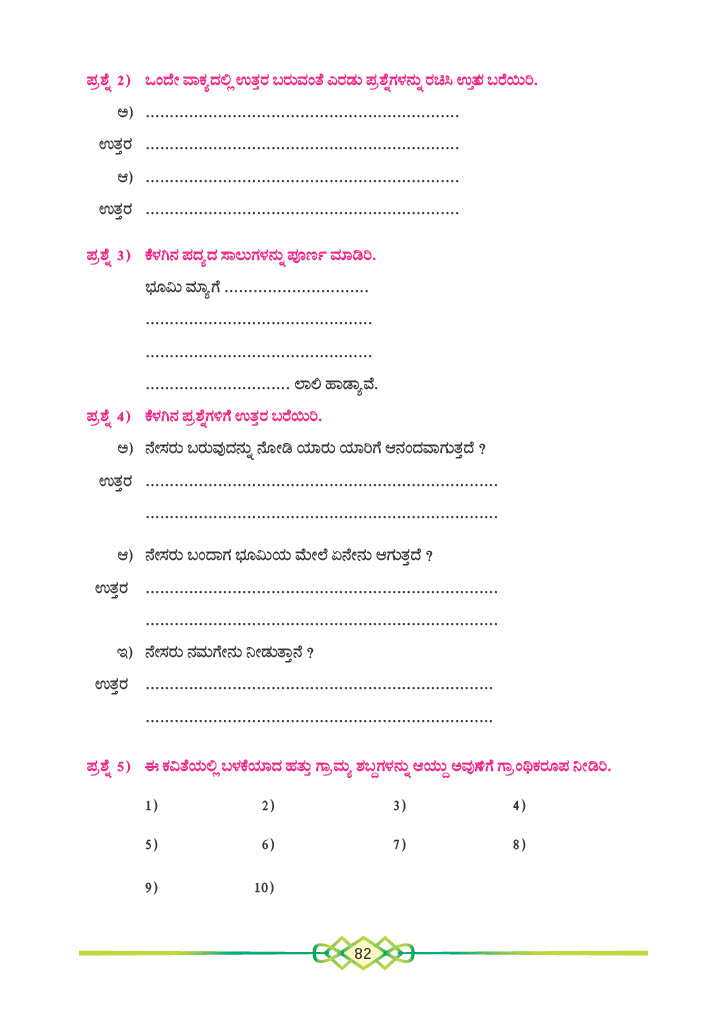 ಪ್ರಶ್ನೆ 2) ಒಂದೇ ವಾಕ್ಯದಲ್ಲಿ ಉತ್ತರ ಬರುವಂತೆ ಎರಡು ಪ್ರಶ್ನೆಗಳನ್ನು ರಚಿಸಿ ಉತ್ತರ ಬರೆಯಿರಿ.
ಅ) .................................................................
ಉತ್ತರ .................................................................
ಆ) .................................................................
ಉತ್ತರ .................................................................
ಪ್ರಶ್ನೆ 3) ಕೆಳಗಿನ ಪದ್ಯದ ಸಾಲುಗಳನ್ನು ಪೂರ್ಣ ಮಾಡಿರಿ.
ಭೂಮಿ ಮ್ಯಾಗೆ ..............................
...............................................
...............................................
.............................. ಲಾಲಿ ಹಾಡ್ಯಾವೆ.
ಪ್ರಶ್ನೆ 4) ಕೆಳಗಿನ ಪ್ರಶ್ನೆಗಳಿಗೆ ಉತ್ತರ ಬರೆಯಿರಿ.
ಅ) ನೇಸರು ಬರುವುದನ್ನು ನೋಡಿ ಯಾರು ಯಾರಿಗೆ ಆನಂದವಾಗುತ್ತದೆ ?
ಉತ್ತರ .........................................................................
.........................................................................
ಆ) ನೇಸರು ಬಂದಾಗ ಭೂಮಿಯ ಮೇಲೆ ಏನೇನು ಆಗುತ್ತದೆ ?
ಉತ್ತರ .........................................................................
.........................................................................
ಇ) ನೇಸರು ನಮಗೇನು ನೀಡುತ್ತಾನೆ ?
ಉತ್ತರ ........................................................................
........................................................................
ಪ್ರಶ್ನೆ 5) ಈ ಕವಿತೆಯಲ್ಲಿ ಬಳಕೆಯಾದ ಹತ್ತು ಗ್ರಾಮ್ಯ ಶಬ್ದಗಳನ್ನು ಆಯ್ದು ಅವುಗಳಿಗೆ ಗ್ರಾಂಥಿಕರೂಪ ನೀಡಿರಿ.
1) 2) 3) 4)
5) 6) 7) 8)
9) 10)
82